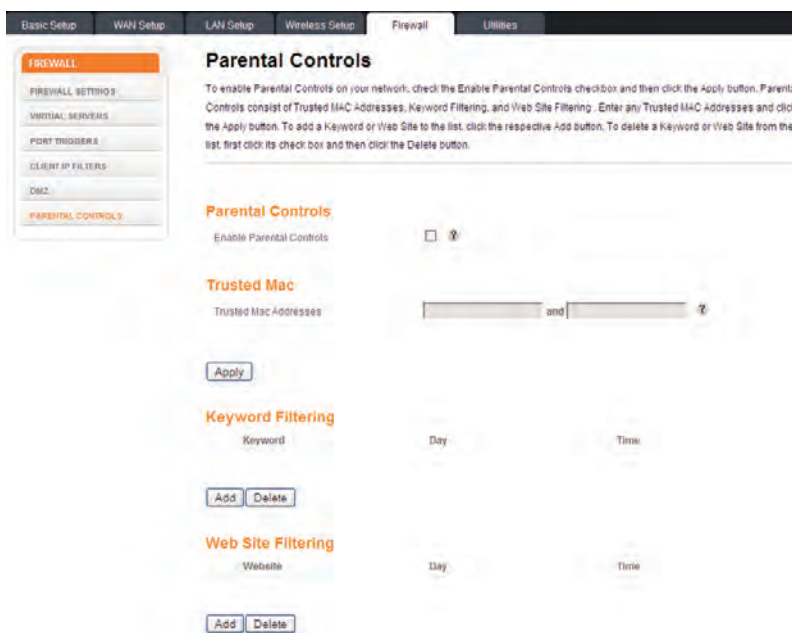 Basic Setup WAN Setup LAN Setup Wireless Setup Firewall Utilities
FIREWALL
FIREWALL SETTINGS
VIRTUAL SERVERS
PORT TRIGGERS
CLIENT IP FILTERS
DMZ
PARENTAL CONTROLS
Parental Controls
To enable Parental Controls on your network, check the Enable Parental Controls checkbox and then click the Apply button. Parenta
Controls consist of Trusted MAC Addresses, Keyword Filtering, and Web Site Filtering . Enter any Trusted MAC Addresses and clic
the Apply button. To add a Keyword or Web Site to the list, click the respective Add button. To delete a Keyword or Web Site from the
list, first click its check box and then click the Delete button.
Parental Controls
Enable Parental Controls ?
Trusted Mac
Trusted Mac Addresses and ?
Apply
Keyword Filtering
Keyword Day Time
Add Delete
Web Site Filtering
Website Day Time
Add Delete